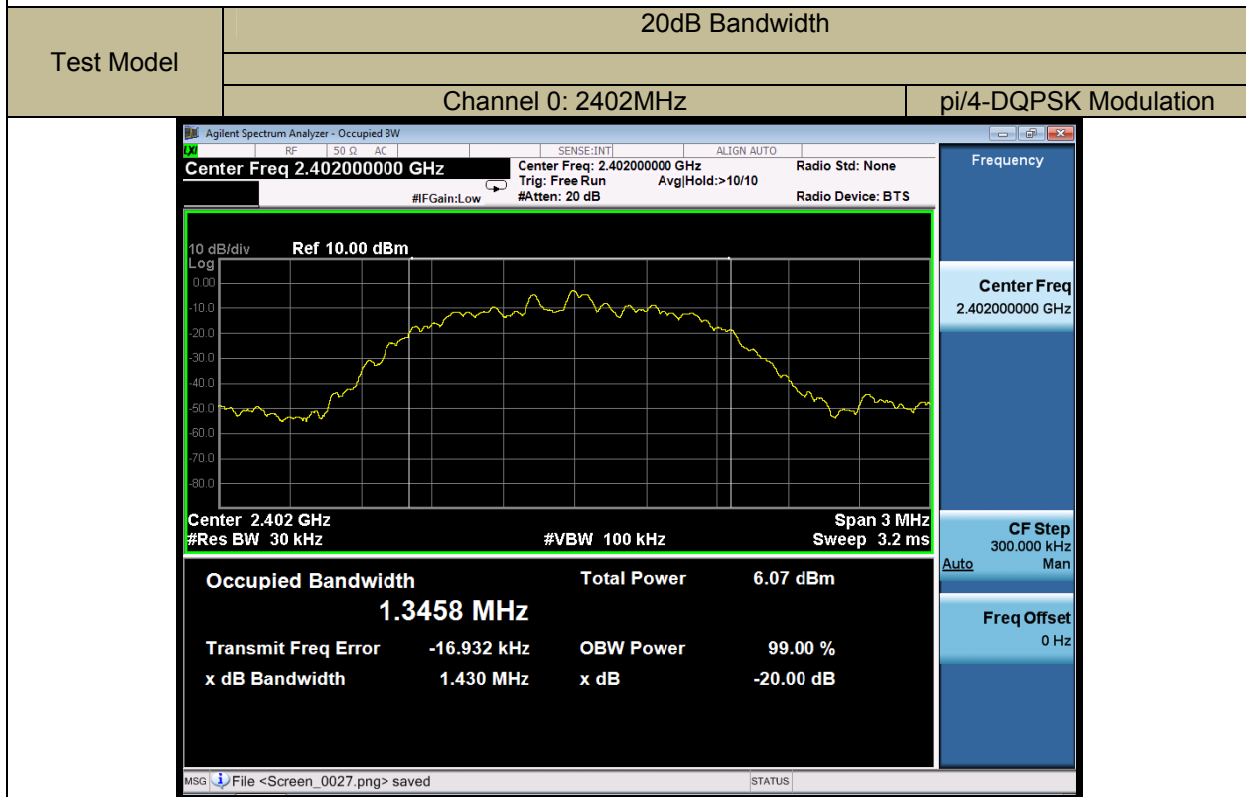 20dB Bandwidth
Test Model
Channel 0: 2402MHz pi/4-DQPSK Modulation
Agilent Spectrum Analyzer - Occupied BW
LXI RF 50 Ω AC SENSE:INT ALIGN AUTO
Center Freq 2.402000000 GHz Center Freq: 2.402000000 GHz Radio Std: None Frequency
Trig: Free Run Avg|Hold:>10/10
#IFGain:Low #Atten: 20 dB Radio Device: BTS
10 dB/div Ref 10.00 dBm
Log
0.00
-10.0
-20.0
-30.0
-40.0
-50.0
-60.0
-70.0
-80.0
Center 2.402 GHz Span 3 MHz
#Res BW 30 kHz #VBW 100 kHz Sweep 3.2 ms
Center Freq
2.402000000 GHz
CF Step
300.000 kHz
Auto Man
Freq Offset
0 Hz
Occupied Bandwidth Total Power 6.07 dBm
1.3458 MHz
Transmit Freq Error -16.932 kHz OBW Power 99.00 %
x dB Bandwidth 1.430 MHz x dB -20.00 dB
MSG File <Screen_0027.png> saved STATUS